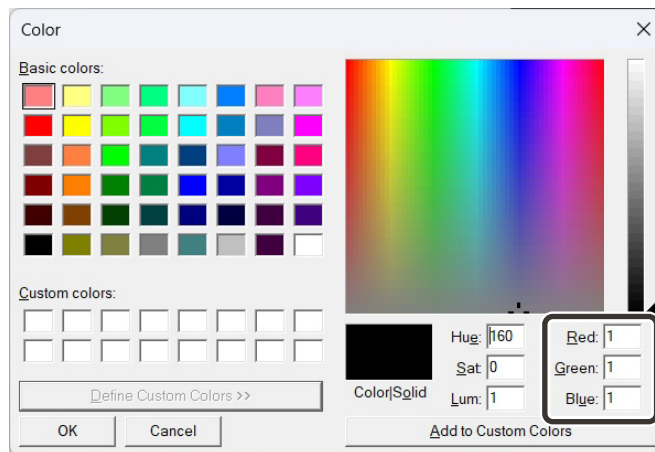 Color
Basic colors:
Custom colors:
Define Custom Colors >>
OK Cancel
Color|Solid
Hue: 160
Sat: 0
Lum: 1
Red: 1
Green: 1
Blue: 1
Add to Custom Colors